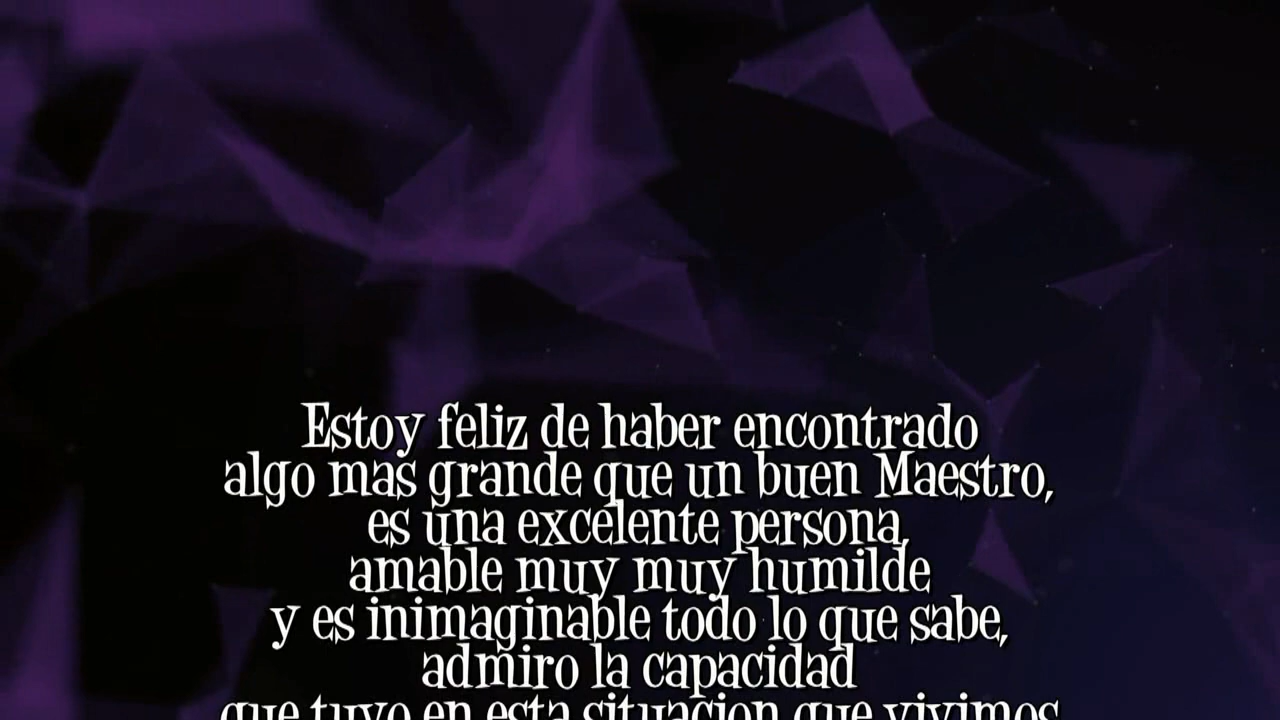 Estoy feliz de haber encontrado
algo mas grande que un buen Maestro,
es una excelente persona,
amable muy muy humilde
y es inimaginable todo lo que sabe,
admiro la capacidad
que tuvo en esta situacion que vivimos